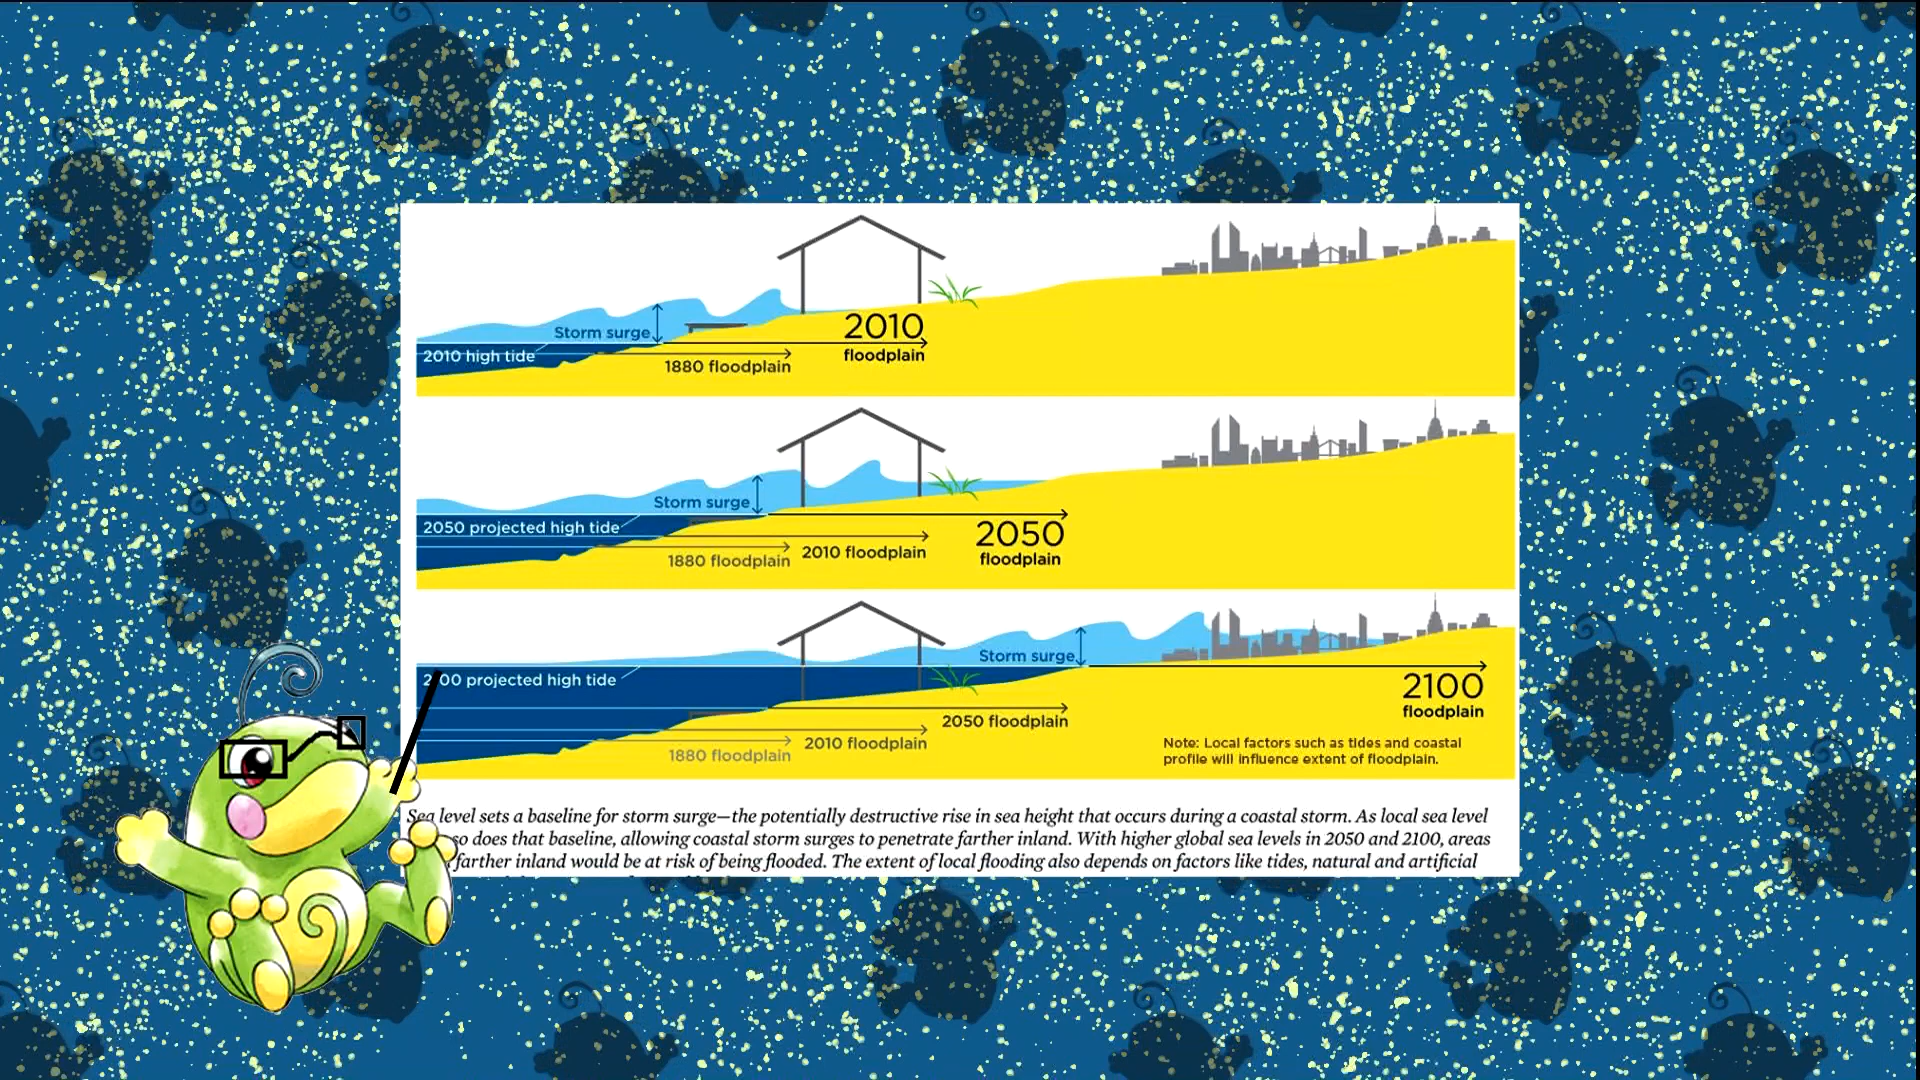 Storm surge
2010 high tide
1880 floodplain
2010
floodplain
Storm surge
2050 projected high tide
1880 floodplain
2010 floodplain
2050
floodplain
Storm surge
00 projected high tide
1880 floodplain
2010 floodplain
2050 floodplain
2100
floodplain
Note: Local factors such as tides and coastal
profile will influence extent of floodplain.
Sea level sets a baseline for storm surge—the potentially destructive rise in sea height that occurs during a coastal storm. As local sea level
so does that baseline, allowing coastal storm surges to penetrate farther inland. With higher global sea levels in 2050 and 2100, areas
farther inland would be at risk of being flooded. The extent of local flooding also depends on factors like tides, natural and artificial